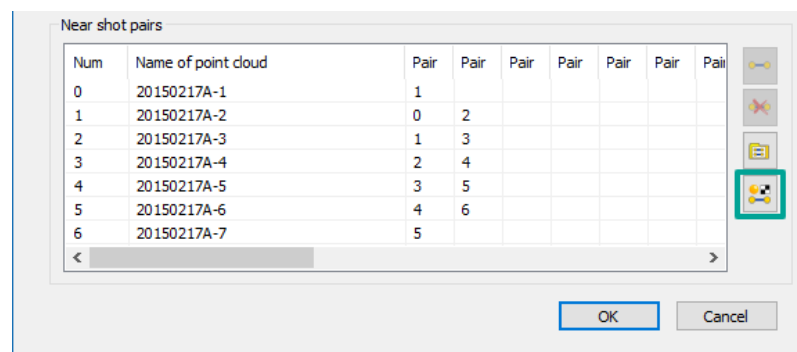 Near shot pairs
Num Name of point cloud Pair Pair Pair Pair Pair Pair Pair
0 20150217A-1 1
1 20150217A-2 0 2
2 20150217A-3 1 3
3 20150217A-4 2 4
4 20150217A-5 3 5
5 20150217A-6 4 6
6 20150217A-7 5
OK Cancel